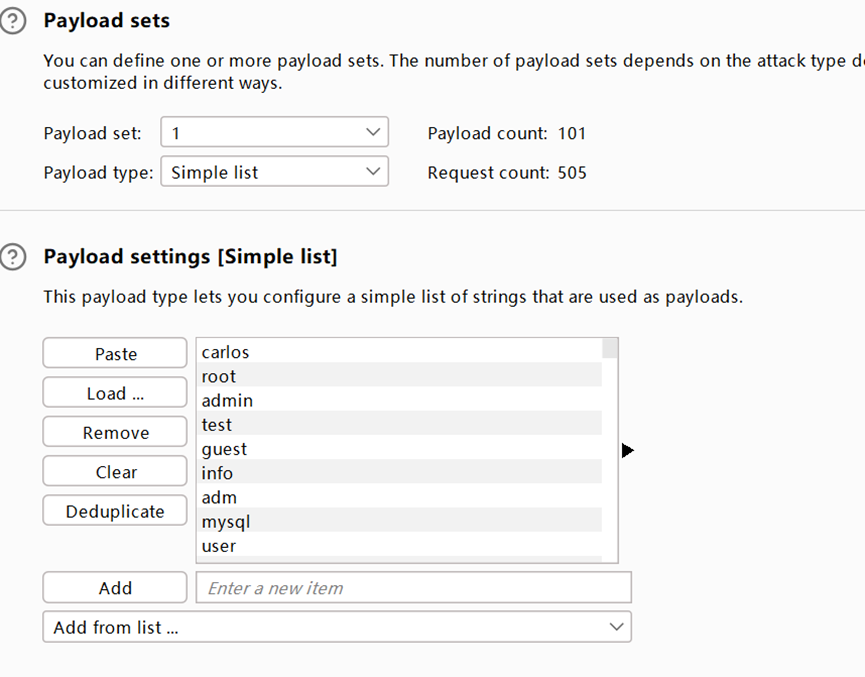 Payload sets
You can define one or more payload sets. The number of payload sets depends on the attack type
customized in different ways.
Payload set: 1 Payload count: 101
Payload type: Simple list Request count: 505
Payload settings [Simple list]
This payload type lets you configure a simple list of strings that are used as payloads.
Paste
Load ...
Remove
Clear
Deduplicate
carlos
root
admin
test
guest
info
adm
mysql
user
Add Enter a new item
Add from list ...